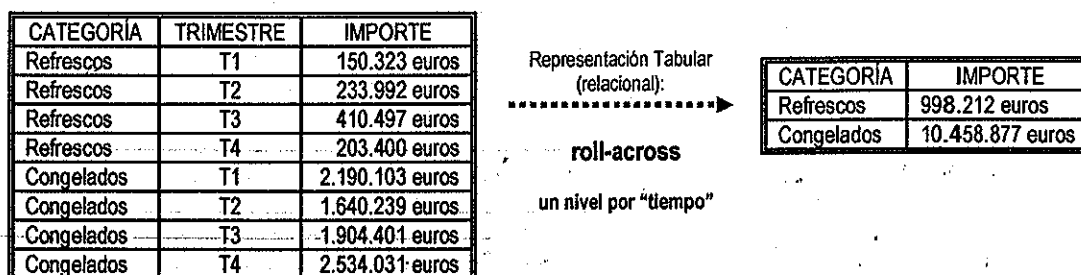 CATEGORÍA TRIMESTRE IMPORTE
Refrescos T1 150.323 euros
Refrescos T2 233.992 euros
Refrescos T3 410.497 euros
Refrescos T4 203.400 euros
Congelados T1 2.190.103 euros
Congelados T2 1.640.239 euros
Congelados T3 1.904.401 euros
Congelados T4 2.534.031 euros
Representación Tabular
(relacional):
roll-across
un nivel por "tiempo"
CATEGORÍA IMPORTE
Refrescos 998.212 euros
Congelados 10.458.877 euros